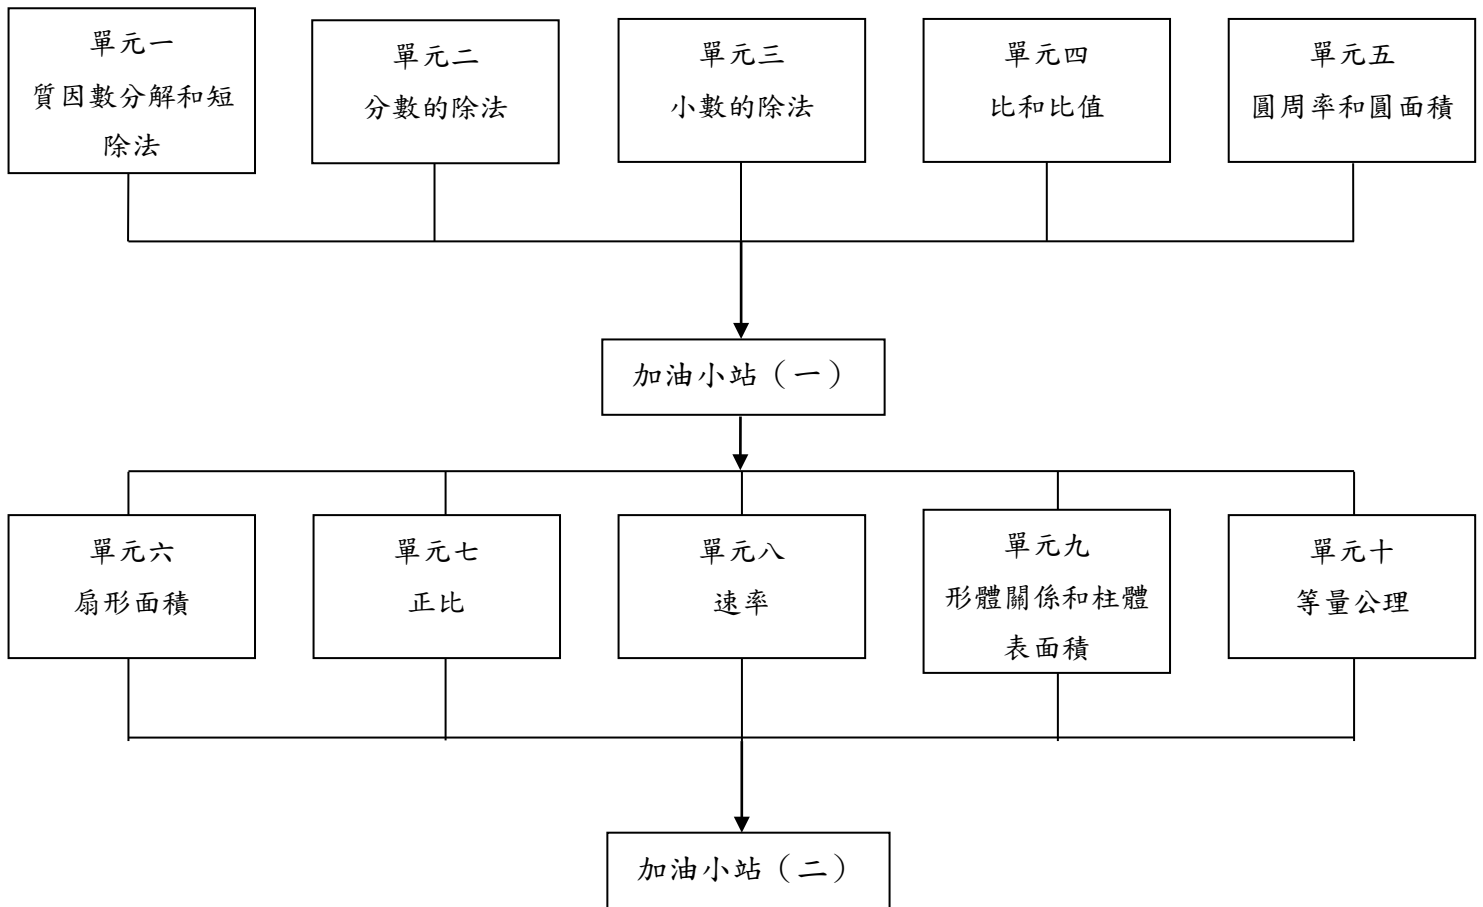 單元一
質因數分解和短
除法
單元二
分數的除法
單元三
小數的除法
單元四
比和比值
單元五
圓周率和圓面積
加油小站（一）
單元六
扇形面積
單元七
正比
單元八
速率
單元九
形體關係和柱體
表面積
單元十
等量公理
加油小站（二）